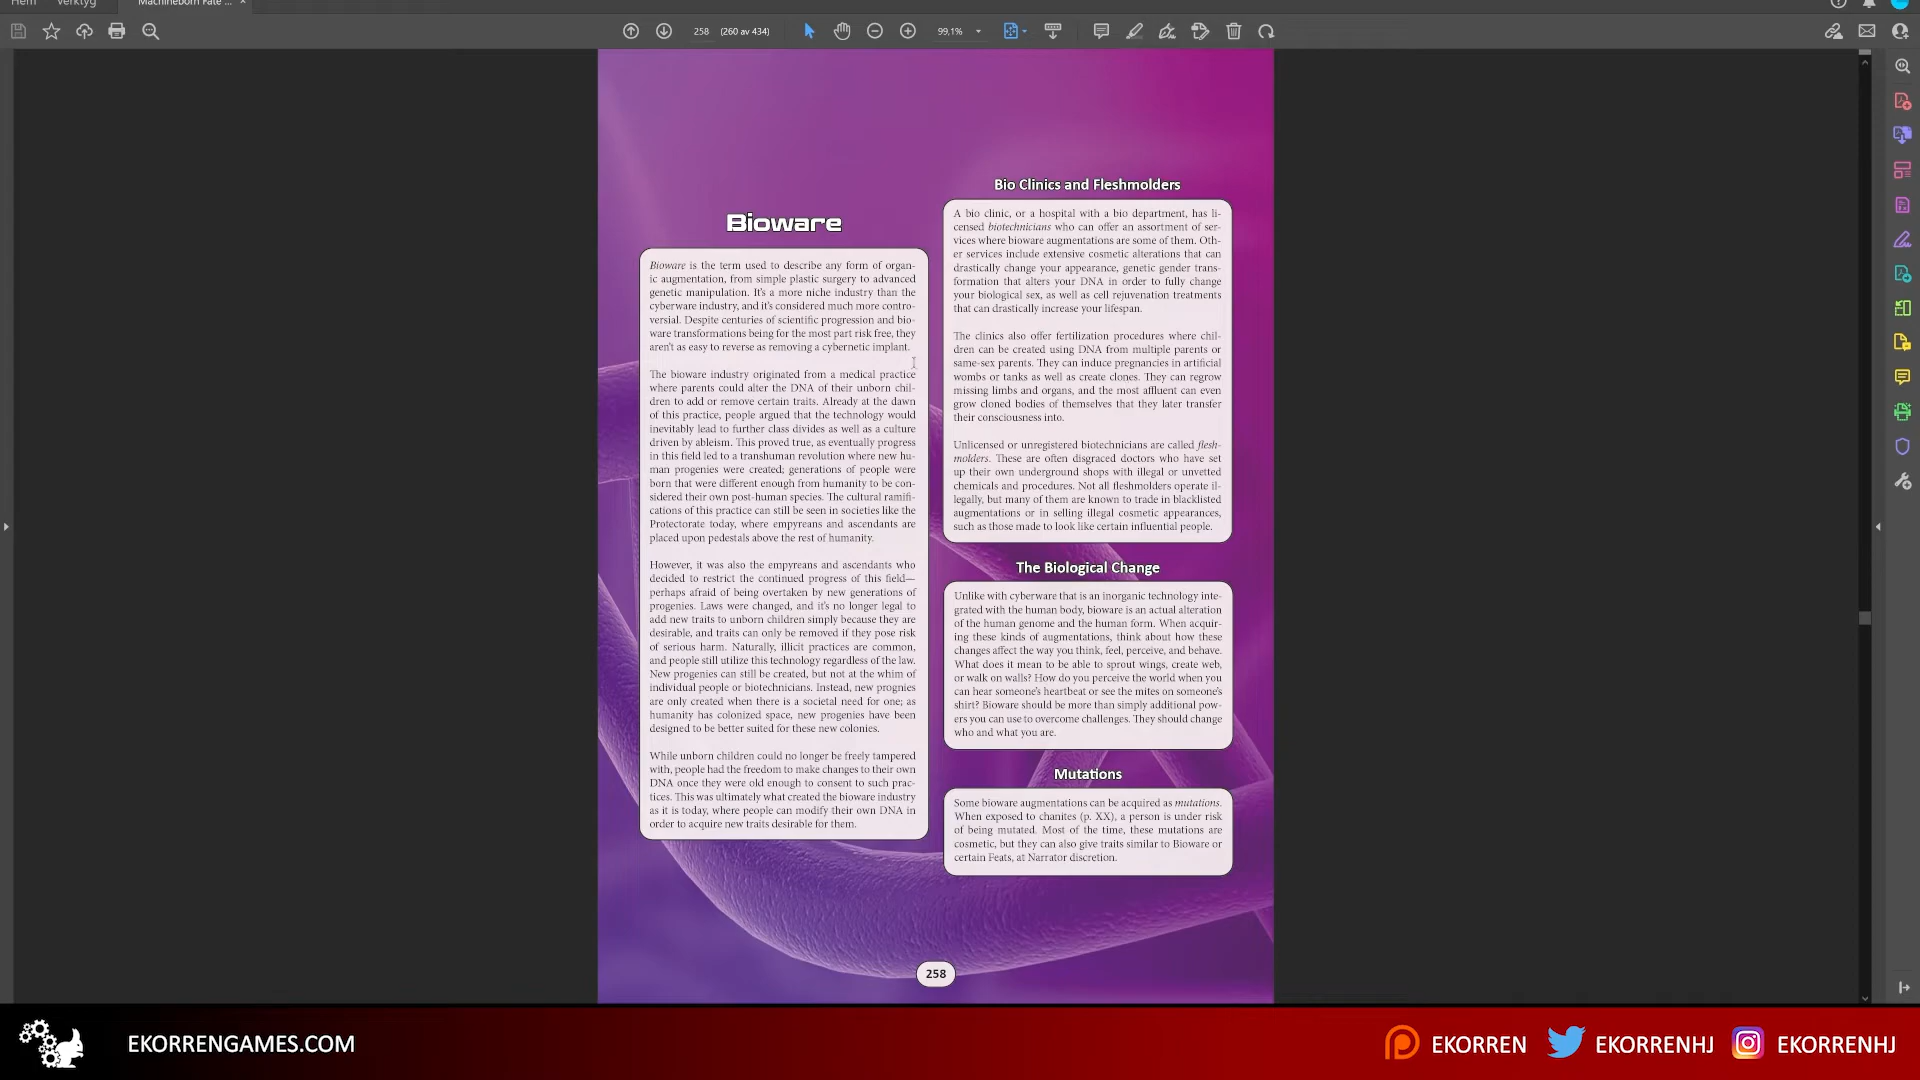 Hem
Verktyg
Machineborn Fate ...
258 (260 av 434)
99,1%
Bioware
Bioware is the term used to describe any form of organ-
ic augmentation, from simple plastic surgery to advanced
genetic manipulation. It's a more niche industry than the
cyberware industry, and it's considered much more contro-
versial. Despite centuries of scientific progression and bio-
ware transformations being for the most part risk free, they
aren't as easy to reverse as removing a cybernetic implant.
The bioware industry originated from a medical practice
where parents could alter the DNA of their unborn chil-
dren to add or remove certain traits. Already at the dawn
of this practice, people argued that the technology would
inevitably lead to further class divides as well as a culture
driven by ableism. This proved true, as eventually progress
in this field led to a transhuman revolution where new hu-
man progenies were created; generations of people were
born that were different enough from humanity to be con-
sidered their own post-human species. The cultural ramifi-
cations of this practice can still be seen in societies like the
Protectorate today, where empyreans and ascendants are
placed upon pedestals above the rest of humanity.
However, it was also the empyreans and ascendants who
decided to restrict the continued progress of this field—
perhaps afraid of being overtaken by new generations of
progenies. Laws were changed, and it's no longer legal to
add new traits to unborn children simply because they are
desirable, and traits can only be removed if they pose risk
of serious harm. Naturally, illicit practices are common,
and people still utilize this technology regardless of the law.
New progenies can still be created, but not at the whim of
individual people or biotechnicians. Instead, new prognies
are only created when there is a societal need for one; as
humanity has colonized space, new progenies have been
designed to be better suited for these new colonies.
While unborn children could no longer be freely tampered
with, people had the freedom to make changes to their own
DNA once they were old enough to consent to such prac-
tices. This was ultimately what created the bioware industry
as it is today, where people can modify their own DNA in
order to acquire new traits desirable for them.
Bio Clinics and Fleshmolders
A bio clinic, or a hospital with a bio department, has li-
censed biotechnicians who can offer an assortment of ser-
vices where bioware augmentations are some of them. Oth-
er services include extensive cosmetic alterations that can
drastically change your appearance, genetic gender trans-
formation that alters your DNA in order to fully change
your biological sex, as well as cell rejuvenation treatments
that can drastically increase your lifespan.
The clinics also offer fertilization procedures where chil-
dren can be created using DNA from multiple parents or
same-sex parents. They can induce pregnancies in artificial
wombs or tanks as well as create clones. They can regrow
missing limbs and organs, and the most affluent can even
grow cloned bodies of themselves that they later transfer
their consciousness into.
Unlicensed or unregistered biotechnicians are called flesh-
molders. These are often disgraced doctors who have set
up their own underground shops with illegal or unvetted
chemicals and procedures. Not all fleshmolders operate il-
legally, but many of them are known to trade in blacklisted
augmentations or in selling illegal cosmetic appearances,
such as those made to look like certain influential people.
The Biological Change
Unlike with cyberware that is an inorganic technology inte-
grated with the human body, bioware is an actual alteration
of the human genome and the human form. When acquir-
ing these kinds of augmentations, think about how these
changes affect the way you think, feel, perceive, and behave.
What does it mean to be able to sprout wings, create web,
or walk on walls? How do you perceive the world when you
can hear someone's heartbeat or see the mites on someone's
shirt? Bioware should be more than simply additional pow-
ers you can use to overcome challenges. They should change
who and what you are.
Mutations
Some bioware augmentations can be acquired as mutations.
When exposed to chanites (p. XX), a person is under risk
of being mutated. Most of the time, these mutations are
cosmetic, but they can also give traits similar to Bioware or
certain Feats, at Narrator discretion.
258
EKORRENGAMES.COM
EKORREN
EKORRENHJ
EKORRENHJ